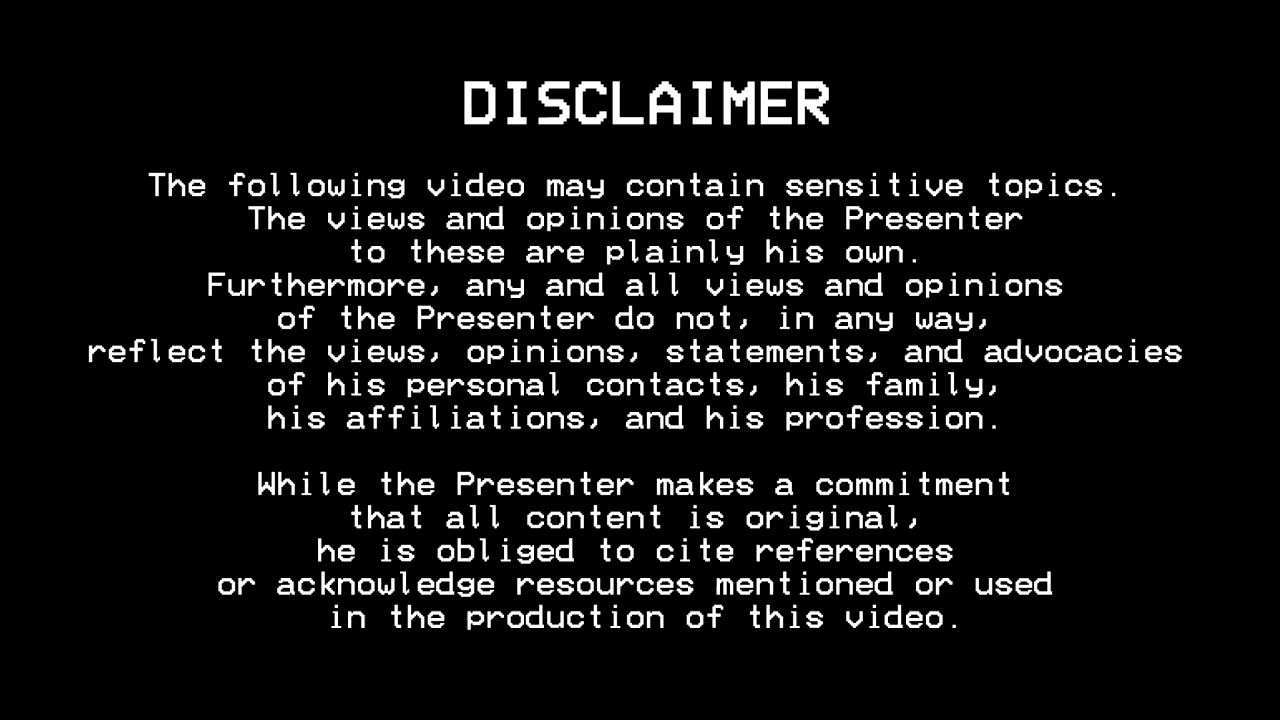 DISCLAIMER
The following video may contain sensitive topics.
The views and opinions of the Presenter
to these are plainly his own.
Furthermore, any and all views and opinions
of the Presenter do not, in any way,
reflect the views, opinions, statements, and advocacies
of his personal contacts, his family,
his affiliations, and his profession.
While the Presenter makes a commitment
that all content is original,
he is obliged to cite references
or acknowledge resources mentioned or used
in the production of this video.